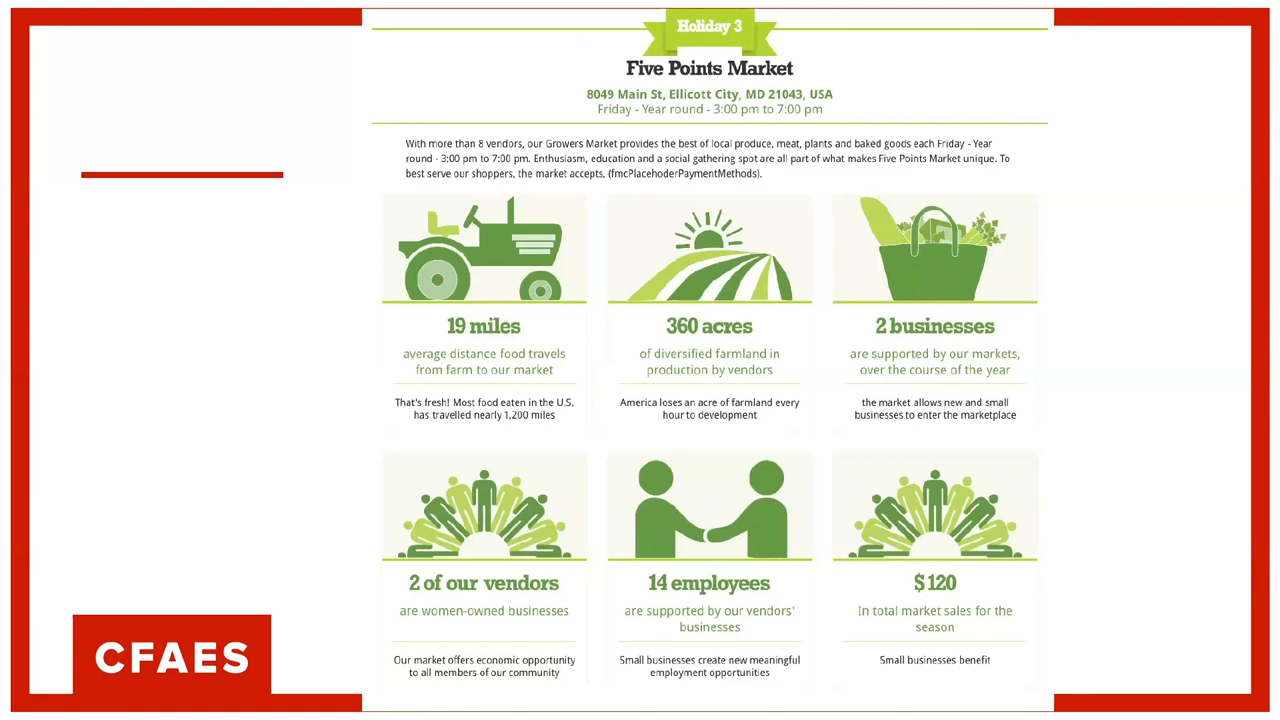 Holiday 3
Five Points Market
8049 Main St, Ellicott City, MD 21043, USA
Friday - Year round - 3:00 pm to 7:00 pm
With more than 8 vendors, our Growers Market provides the best of local produce, meat, plants and baked goods each Friday - Year
round - 3:00 pm to 7:00 pm. Enthusiasm, education and a social gathering spot are all part of what makes Five Points Market unique. To
best serve our shoppers, the market accepts, (fmcPlacehoderPaymentMethods).
19 miles
average distance food travels
from farm to our market
That's fresh! Most food eaten in the U.S.
has travelled nearly 1,200 miles
360 acres
of diversified farmland in
production by vendors
America loses an acre of farmland every
hour to development
2 businesses
are supported by our markets,
over the course of the year
the market allows new and small
businesses to enter the marketplace
2 of our vendors
are women-owned businesses
Our market offers economic opportunity
to all members of our community
14 employees
are supported by our vendors'
businesses
Small businesses create new meaningful
employment opportunities
$120
In total market sales for the
season
Small businesses benefit
CFAES